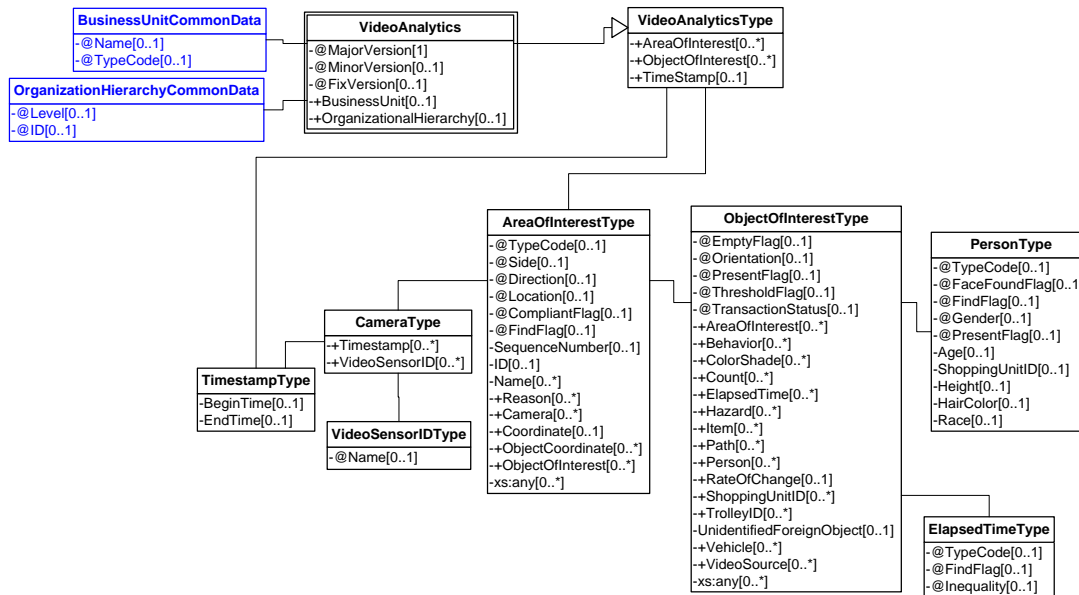 BusinessUnitCommonData
-@Name[0..1]
-@TypeCode[0..1]
OrganizationHierarchyCommonData
-@Level[0..1]
-@ID[0..1]
VideoAnalytics
-@MajorVersion[1]
-@MinorVersion[0..1]
-@FixVersion[0..1]
-+BusinessUnit[0..1]
-+OrganizationalHierarchy[0..1]
VideoAnalyticsType
-+AreaOfInterest[0..*]
-+ObjectOfInterest[0..*]
-+TimeStamp[0..1]
TimestampType
-BeginTime[0..1]
-EndTime[0..1]
CameraType
-+Timestamp[0..*]
-+VideoSensorID[0..*]
VideoSensorIDType
-@Name[0..1]
AreaOfInterestType
-@TypeCode[0..1]
-@Side[0..1]
-@Direction[0..1]
-@Location[0..1]
-@CompliantFlag[0..1]
-@FindFlag[0..1]
-SequenceNumber[0..1]
-ID[0..1]
-Name[0..*]
-+Reason[0..*]
-+Camera[0..*]
-+Coordinate[0..1]
-+ObjectCoordinate[0..*]
-+ObjectOfInterest[0..*]
-xs:any[0..*]
ObjectOfInterestType
-@EmptyFlag[0..1]
-@Orientation[0..1]
-@PresentFlag[0..1]
-@ThresholdFlag[0..1]
-@TransactionStatus[0..1]
-+AreaOfInterest[0..*]
-+Behavior[0..*]
-+ColorShade[0..*]
-+Count[0..*]
-+ElapsedTime[0..*]
-+Hazard[0..*]
-+Item[0..*]
-+Path[0..*]
-+Person[0..*]
-+RateOfChange[0..1]
-+ShoppingUnitID[0..*]
-+TrolleyID[0..*]
-UnidentifiedForeignObject[0..1]
-+Vehicle[0..*]
-+VideoSource[0..*]
-xs:any[0..*]
PersonType
-@TypeCode[0..1]
-@FaceFoundFlag[0..1]
-@FindFlag[0..1]
-@Gender[0..1]
-@PresentFlag[0..1]
-Age[0..1]
-ShoppingUnitID[0..1]
-Height[0..1]
-HairColor[0..1]
-Race[0..1]
ElapsedTimeType
-@TypeCode[0..1]
-@FindFlag[0..1]
-@Inequality[0..1]